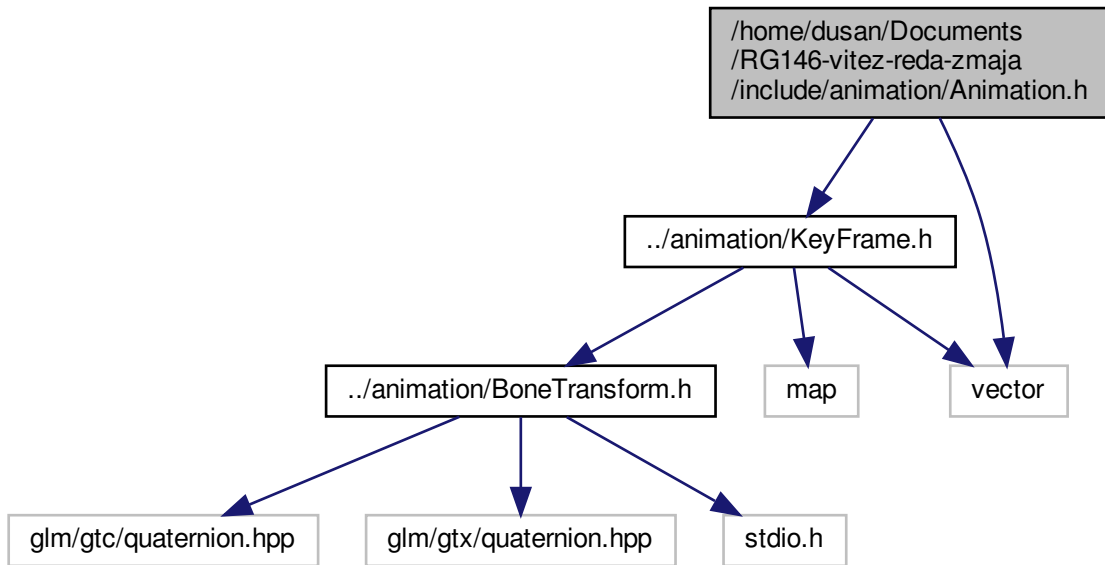 /home/dusan/Documents
/RG146-vitez-reda-zmaja
/include/animation/Animation.h
../animation/KeyFrame.h
../animation/BoneTransform.h
map
vector
glm/gtc/quaternion.hpp
glm/gtx/quaternion.hpp
stdio.h